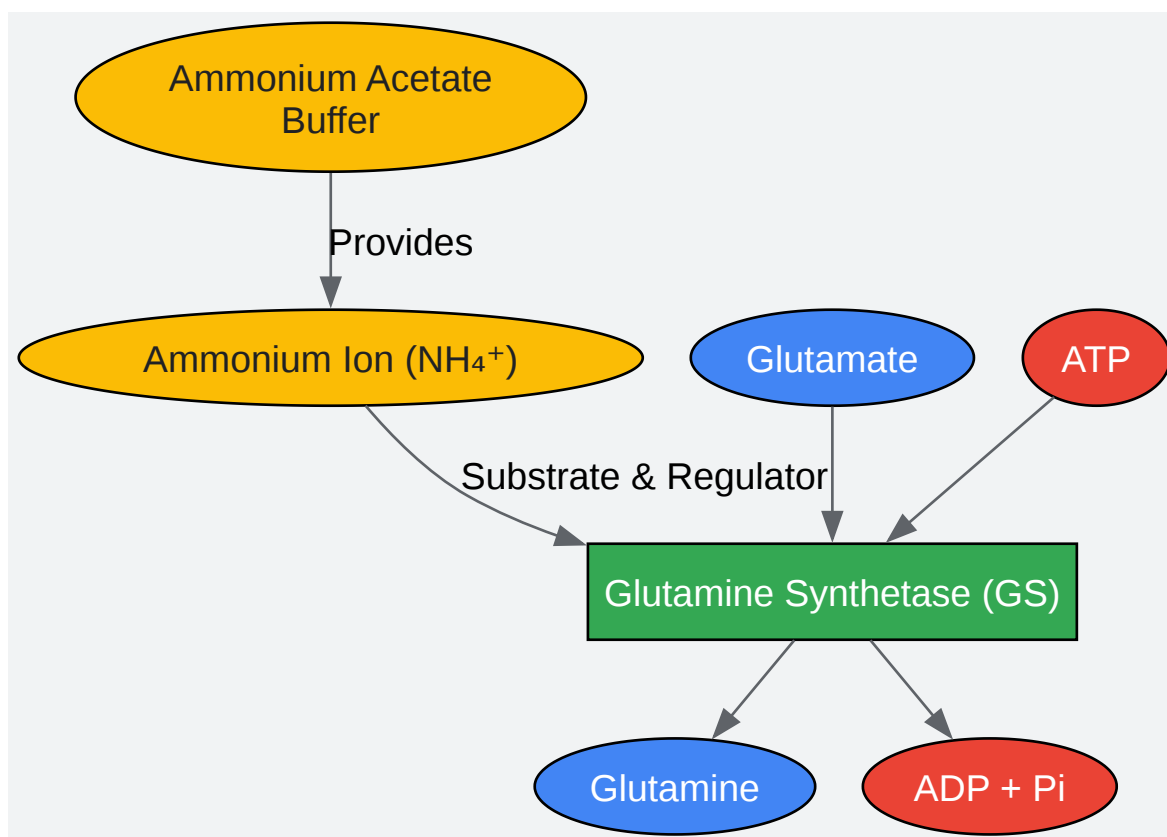 Ammonium Acetate
Buffer
Provides
Ammonium Ion (NH₄⁺)
Glutamate
ATP
Substrate & Regulator
Glutamine Synthetase (GS)
Glutamine
ADP + Pi